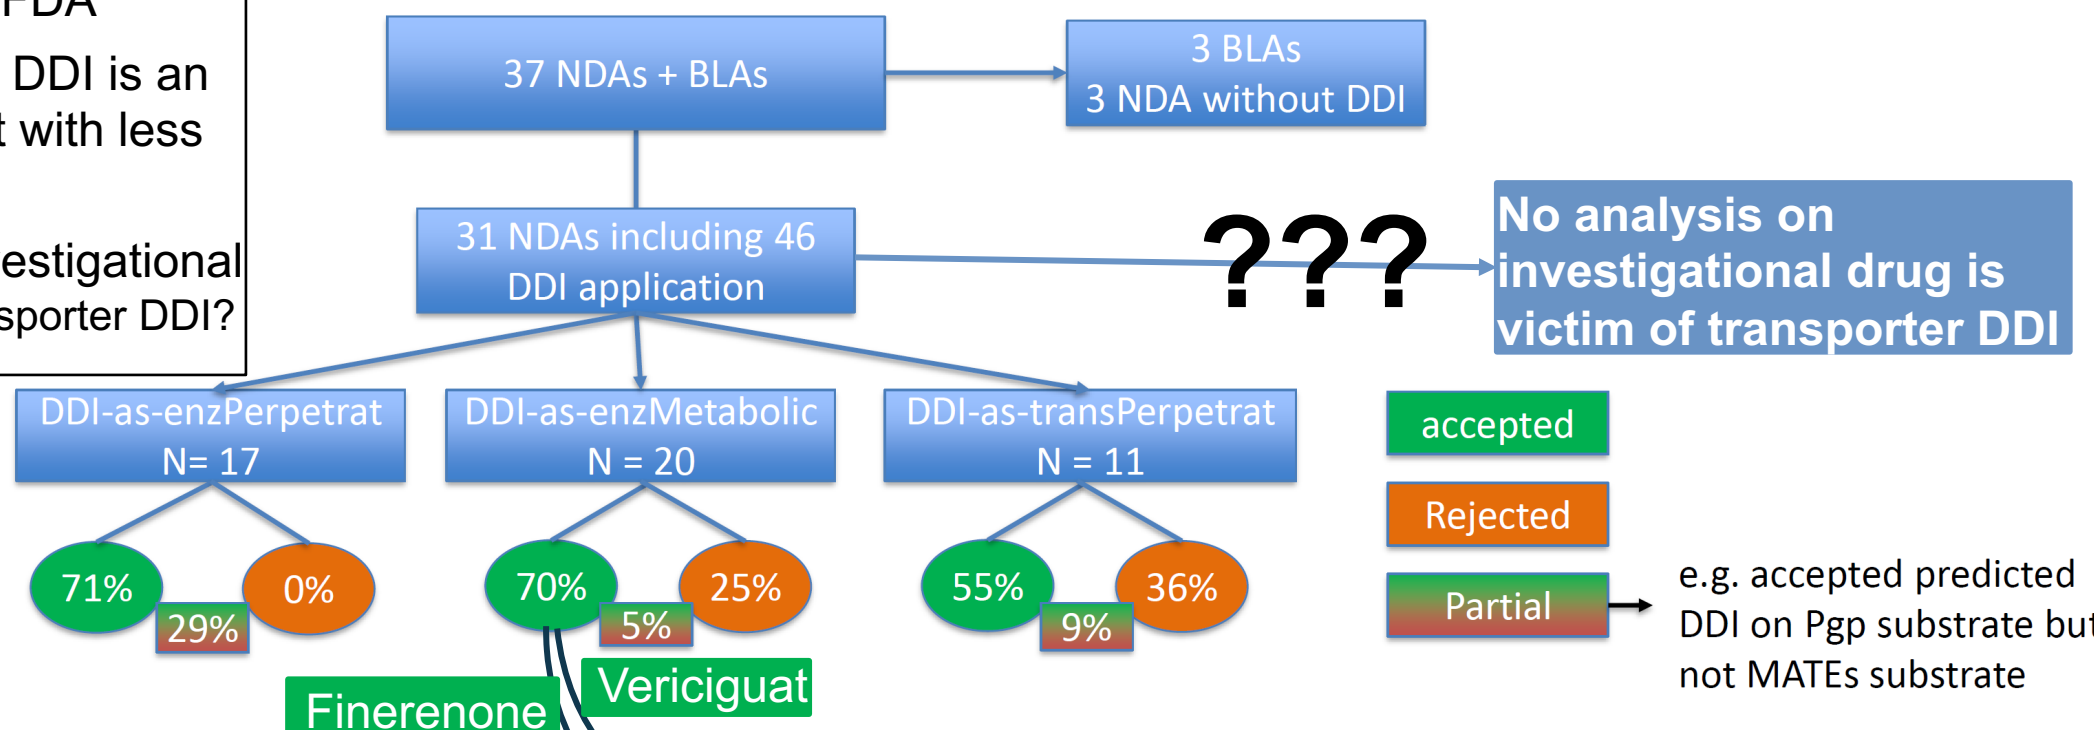 FDA
DDI is an
t with less
estigational
sporter DDI?
37 NDAs + BLAs
3 BLAs
3 NDA without DDI
31 NDAs including 46
DDI application
???
No analysis on
investigational drug is
victim of transporter DDI
DDI-as-enzPerpetrat
N= 17
DDI-as-enzMetabolic
N = 20
DDI-as-transPerpetrat
N = 11
71%
0%
29%
70%
25%
5%
55%
36%
9%
accepted
Rejected
Partial
e.g. accepted predicted
DDI on Pgp substrate but
not MATEs substrate
Vericiguat
Finerenone